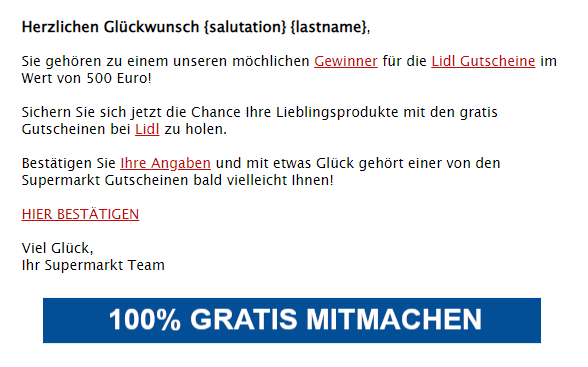 Herzlichen Glückwunsch {salutation} {lastname},
Sie gehören zu einem unseren möchlichen Gewinner für die Lidl Gutscheine im
Wert von 500 Euro!
Sichern Sie sich jetzt die Chance Ihre Lieblingsprodukte mit den gratis
Gutscheinen bei Lidl zu holen.
Bestätigen Sie Ihre Angaben und mit etwas Glück gehört einer von den
Supermarkt Gutscheinen bald vielleicht Ihnen!
HIER BESTÄTIGEN
Viel Glück,
Ihr Supermarkt Team
100% GRATIS MITMACHEN